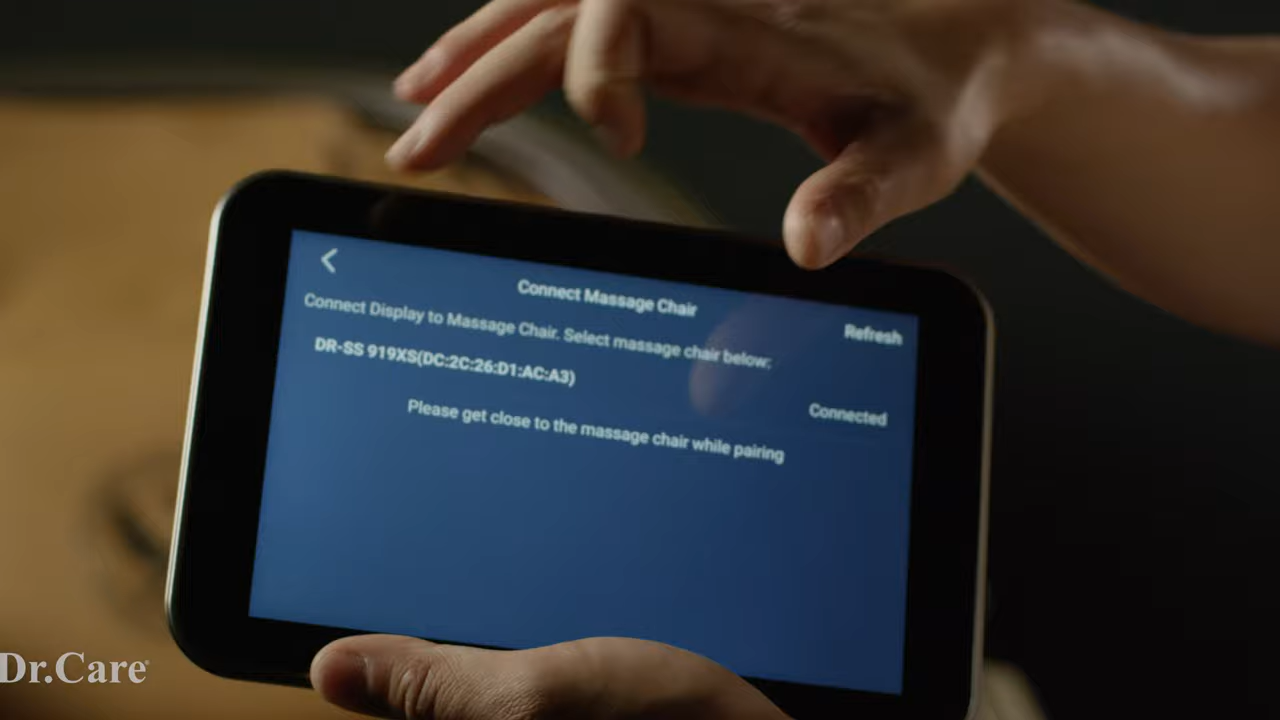 Connect Massage Chair
Refresh
Connect Display to Massage Chair. Select massage chair below:
DR-SS 919XS(DC:2C:26:D1:AC:A3)
Connected
Please get close to the massage chair while pairing
Dr.Care